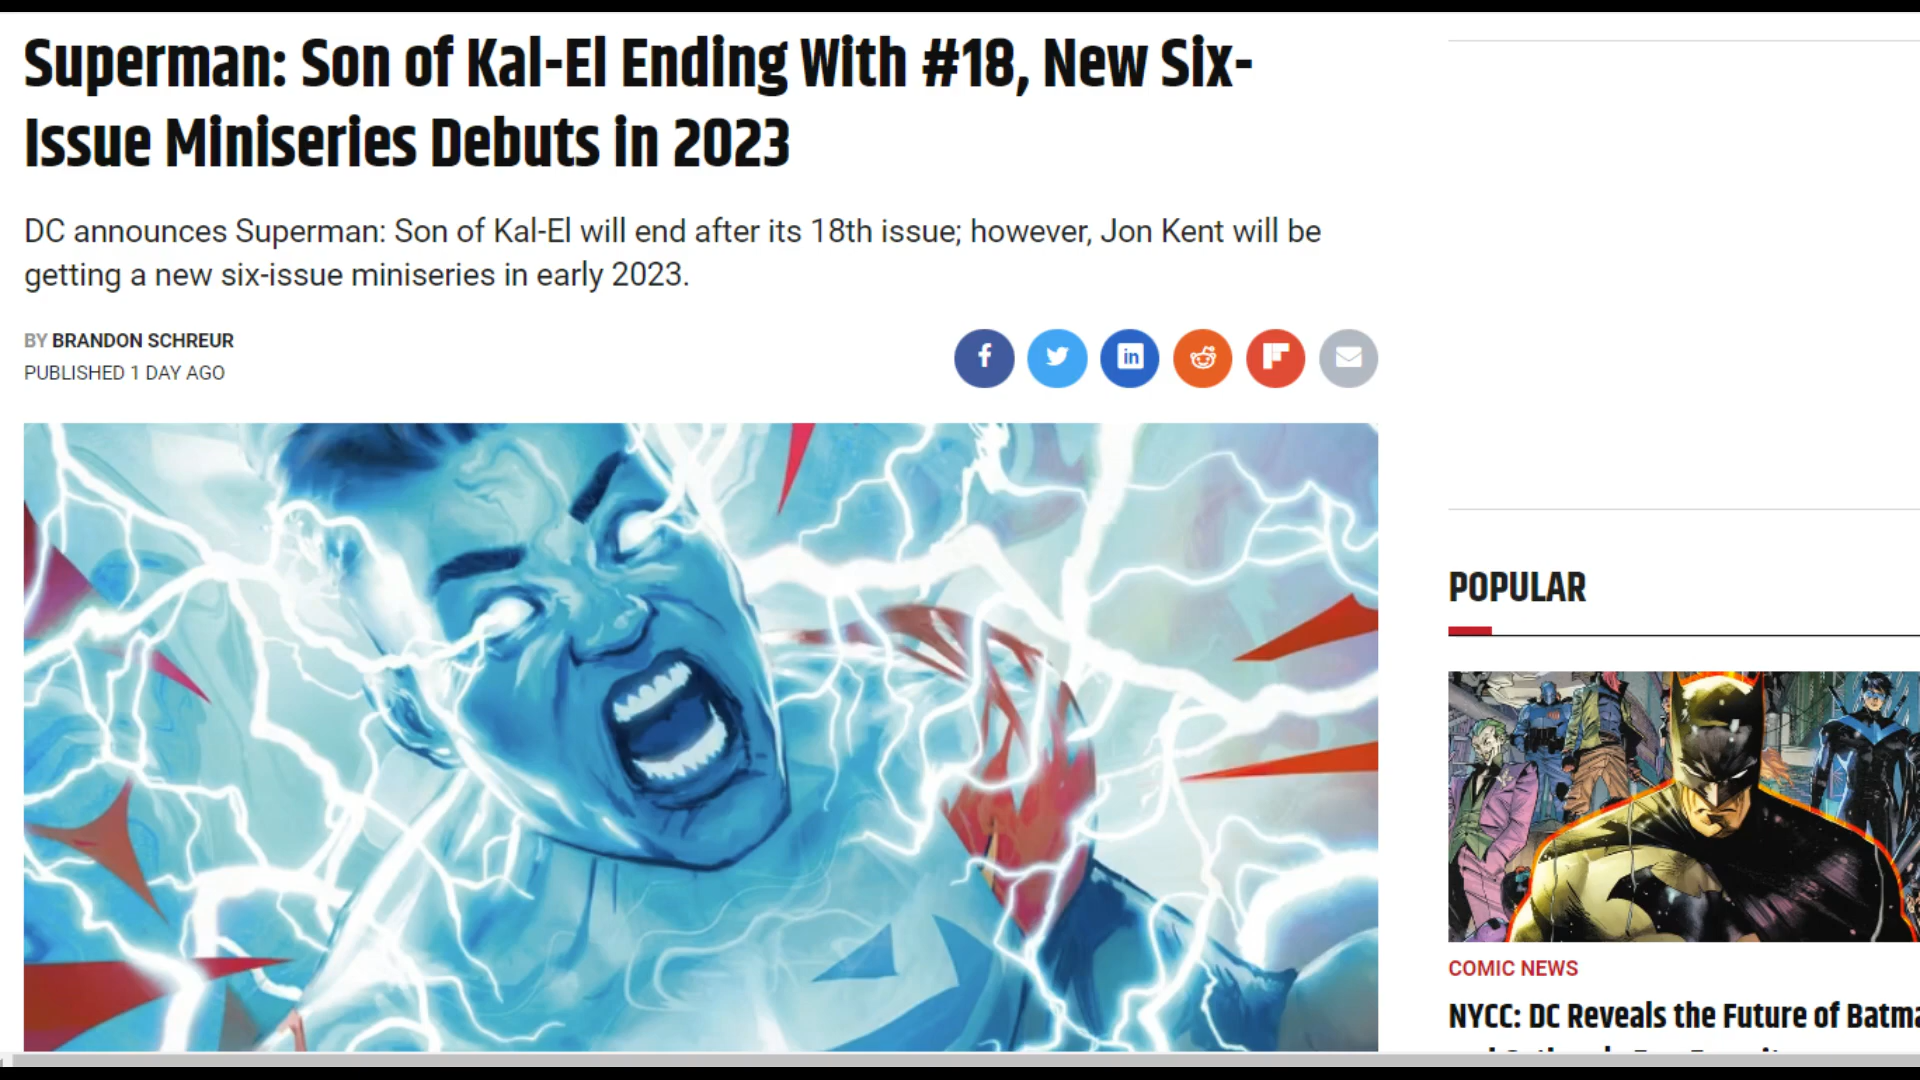 Superman: Son of Kal-El Ending With #18, New Six-
Issue Miniseries Debuts in 2023
DC announces Superman: Son of Kal-El will end after its 18th issue; however, Jon Kent will be
getting a new six-issue miniseries in early 2023.
BY BRANDON SCHREUR
PUBLISHED 1 DAY AGO
POPULAR
COMIC NEWS
NYCC: DC Reveals the Future of